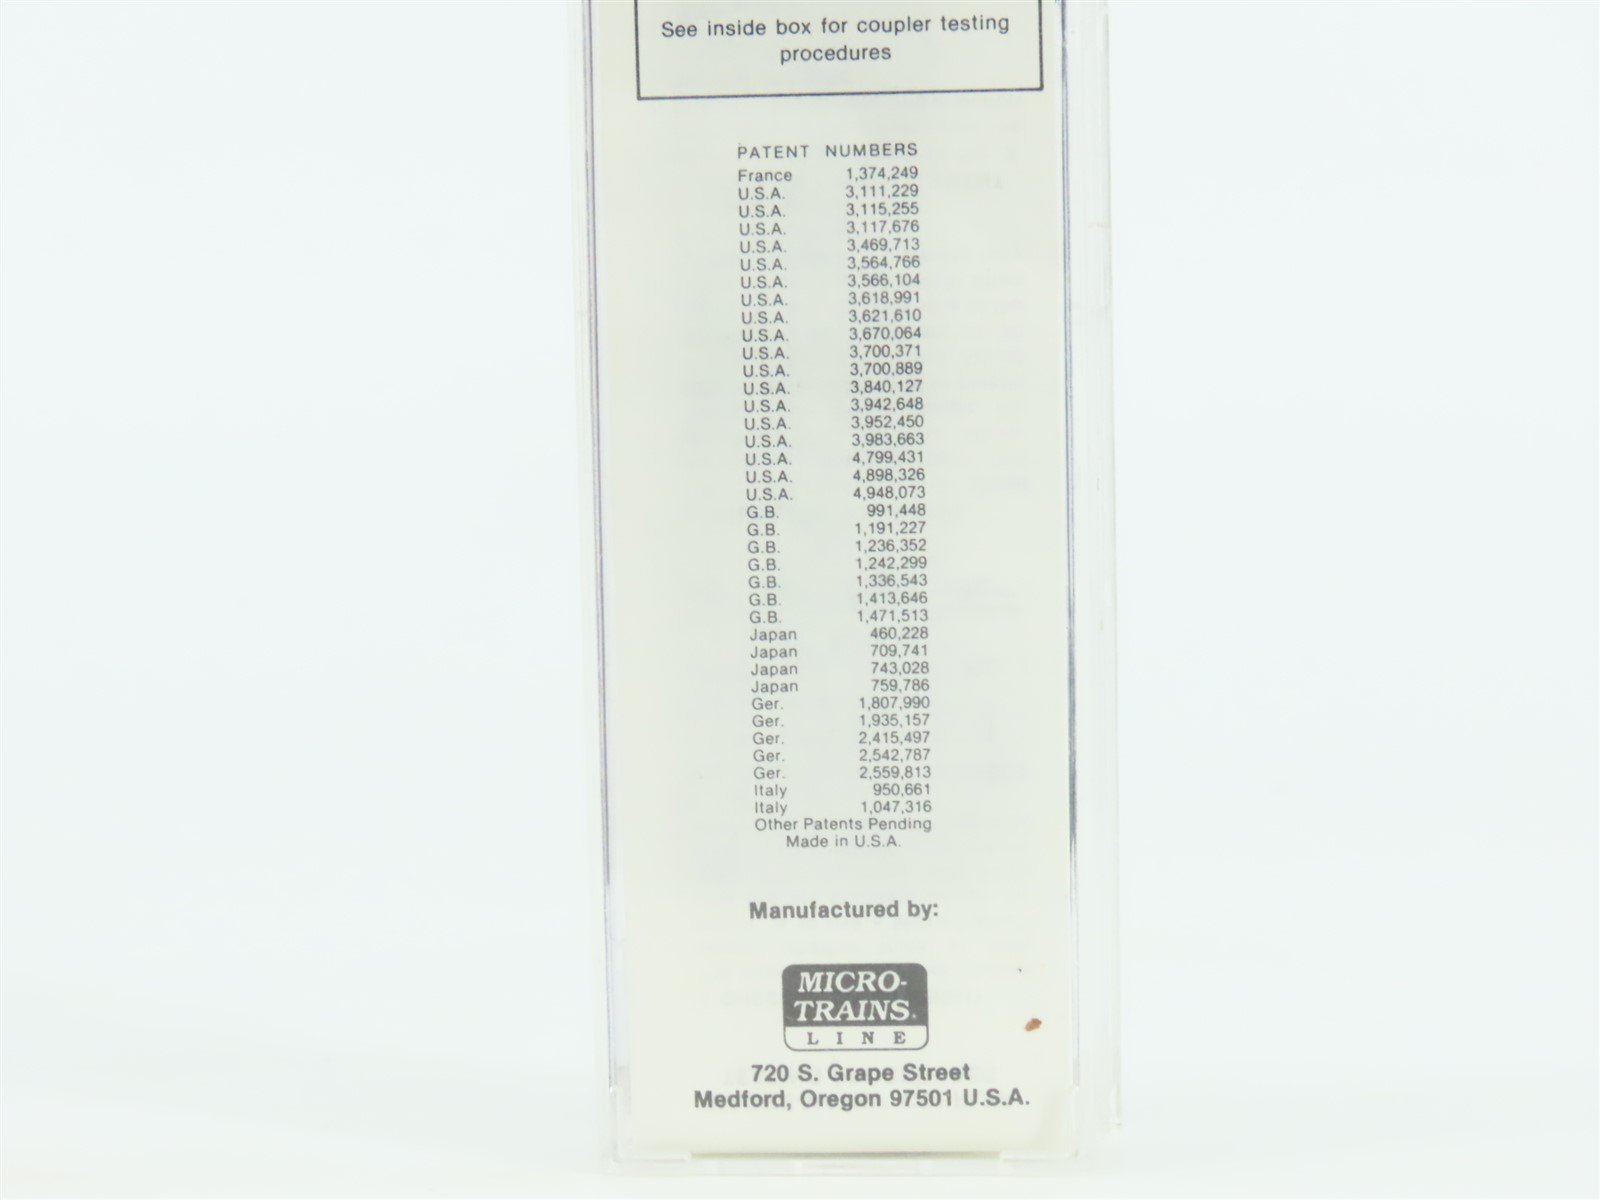 See inside box for coupler testing
procedures
PATENT NUMBERS
France 1,374,249
U.S.A. 3,111,229
U.S.A. 3,115,255
U.S.A. 3,117,676
U.S.A. 3,469,713
U.S.A. 3,564,766
U.S.A. 3,566,104
U.S.A. 3,618,991
U.S.A. 3,621,610
U.S.A. 3,670,064
U.S.A. 3,700,371
U.S.A. 3,700,889
U.S.A. 3,840,127
U.S.A. 3,942,648
U.S.A. 3,952,450
U.S.A. 3,983,663
U.S.A. 4,799,431
U.S.A. 4,898,326
U.S.A. 4,948,073
G.B. 991,448
G.B. 1,191,227
G.B. 1,236,352
G.B. 1,242,299
G.B. 1,336,543
G.B. 1,413,646
G.B. 1,471,513
Japan 460,228
Japan 709,741
Japan 743,028
Japan 759,786
Ger. 1,807,990
Ger. 1,935,157
Ger. 2,415,497
Ger. 2,542,787
Ger. 2,559,813
Italy 950,661
Italy 1,047,316
Other Patents Pending
Made in U.S.A.
Manufactured by:
MICRO-
TRAINS
LINE
720 S. Grape Street
Medford, Oregon 97501 U.S.A.